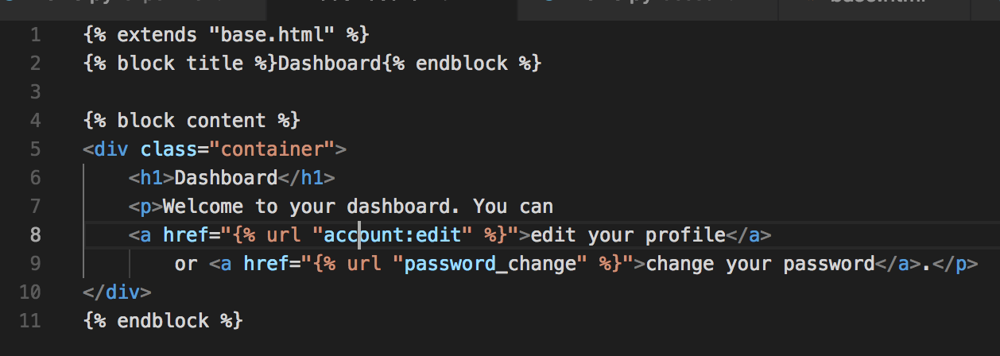 1 {% extends "base.html" %}
2 {% block title %}Dashboard{% endblock %}
3
4 {% block content %}
5 <div class="container">
6 <h1>Dashboard</h1>
7 <p>Welcome to your dashboard. You can
8 <a href="{% url "account:edit" %}">edit your profile</a>
9 or <a href="{% url "password_change" %}">change your password</a>.</p>
10 </div>
11 {% endblock %}